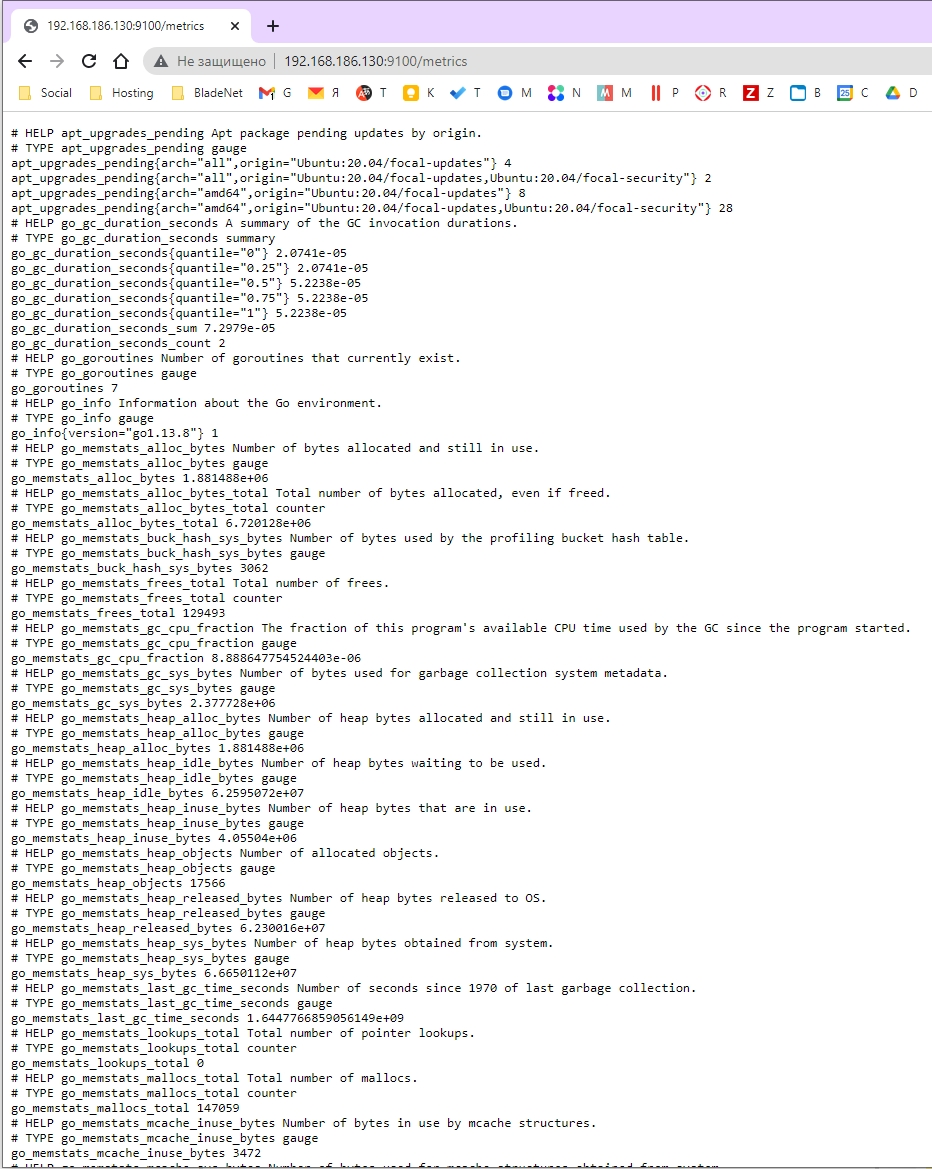 192.168.186.130:9100/metrics
Не защищено 192.168.186.130:9100/metrics
Social Hosting BladeNet G Я T K T M N M P R Z B C D
# HELP apt_upgrades_pending Apt package pending updates by origin.
# TYPE apt_upgrades_pending gauge
apt_upgrades_pending{arch="all",origin="Ubuntu:20.04/focal-updates"} 4
apt_upgrades_pending{arch="all",origin="Ubuntu:20.04/focal-updates,Ubuntu:20.04/focal-security"} 2
apt_upgrades_pending{arch="amd64",origin="Ubuntu:20.04/focal-updates"} 8
apt_upgrades_pending{arch="amd64",origin="Ubuntu:20.04/focal-updates,Ubuntu:20.04/focal-security"} 28
# HELP go_gc_duration_seconds A summary of the GC invocation durations.
# TYPE go_gc_duration_seconds summary
go_gc_duration_seconds{quantile="0"} 2.0741e-05
go_gc_duration_seconds{quantile="0.25"} 2.0741e-05
go_gc_duration_seconds{quantile="0.5"} 5.2238e-05
go_gc_duration_seconds{quantile="0.75"} 5.2238e-05
go_gc_duration_seconds{quantile="1"} 5.2238e-05
go_gc_duration_seconds_sum 7.2979e-05
go_gc_duration_seconds_count 2
# HELP go_goroutines Number of goroutines that currently exist.
# TYPE go_goroutines gauge
go_goroutines 7
# HELP go_info Information about the Go environment.
# TYPE go_info gauge
go_info{version="go1.13.8"} 1
# HELP go_memstats_alloc_bytes Number of bytes allocated and still in use.
# TYPE go_memstats_alloc_bytes gauge
go_memstats_alloc_bytes 1.881488e+06
# HELP go_memstats_alloc_bytes_total Total number of bytes allocated, even if freed.
# TYPE go_memstats_alloc_bytes_total counter
go_memstats_alloc_bytes_total 6.720128e+06
# HELP go_memstats_buck_hash_sys_bytes Number of bytes used by the profiling bucket hash table.
# TYPE go_memstats_buck_hash_sys_bytes gauge
go_memstats_buck_hash_sys_bytes 3062
# HELP go_memstats_frees_total Total number of frees.
# TYPE go_memstats_frees_total counter
go_memstats_frees_total 129493
# HELP go_memstats_gc_cpu_fraction The fraction of this program's available CPU time used by the GC since the program started.
# TYPE go_memstats_gc_cpu_fraction gauge
go_memstats_gc_cpu_fraction 8.888647754524403e-06
# HELP go_memstats_gc_sys_bytes Number of bytes used for garbage collection system metadata.
# TYPE go_memstats_gc_sys_bytes gauge
go_memstats_gc_sys_bytes 2.377728e+06
# HELP go_memstats_heap_alloc_bytes Number of heap bytes allocated and still in use.
# TYPE go_memstats_heap_alloc_bytes gauge
go_memstats_heap_alloc_bytes 1.881488e+06
# HELP go_memstats_heap_idle_bytes Number of heap bytes waiting to be used.
# TYPE go_memstats_heap_idle_bytes gauge
go_memstats_heap_idle_bytes 6.2595072e+07
# HELP go_memstats_heap_inuse_bytes Number of heap bytes that are in use.
# TYPE go_memstats_heap_inuse_bytes gauge
go_memstats_heap_inuse_bytes 4.05504e+06
# HELP go_memstats_heap_objects Number of allocated objects.
# TYPE go_memstats_heap_objects gauge
go_memstats_heap_objects 17566
# HELP go_memstats_heap_released_bytes Number of heap bytes released to OS.
# TYPE go_memstats_heap_released_bytes gauge
go_memstats_heap_released_bytes 6.230016e+07
# HELP go_memstats_heap_sys_bytes Number of heap bytes obtained from system.
# TYPE go_memstats_heap_sys_bytes gauge
go_memstats_heap_sys_bytes 6.6650112e+07
# HELP go_memstats_last_gc_time_seconds Number of seconds since 1970 of last garbage collection.
# TYPE go_memstats_last_gc_time_seconds gauge
go_memstats_last_gc_time_seconds 1.6447766859056149e+09
# HELP go_memstats_lookups_total Total number of pointer lookups.
# TYPE go_memstats_lookups_total counter
go_memstats_lookups_total 0
# HELP go_memstats_mallocs_total Total number of mallocs.
# TYPE go_memstats_mallocs_total counter
go_memstats_mallocs_total 147059
# HELP go_memstats_mcache_inuse_bytes Number of bytes in use by mcache structures.
# TYPE go_memstats_mcache_inuse_bytes gauge
go_memstats_mcache_inuse_bytes 3472